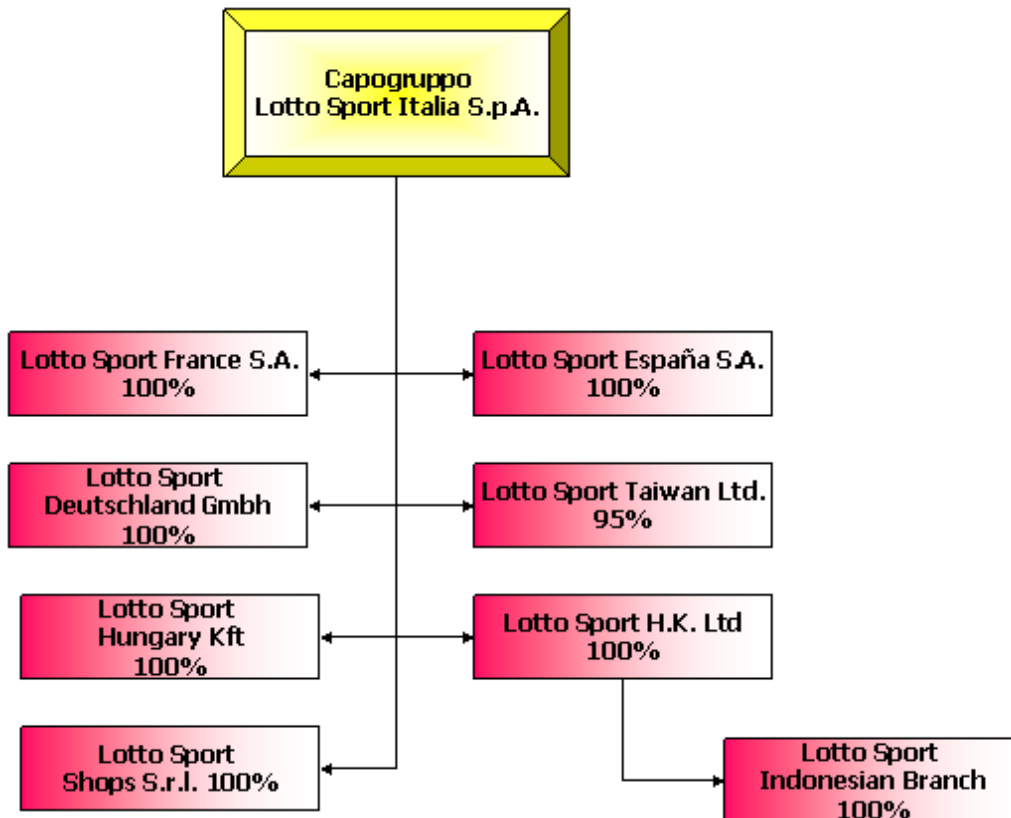 Capogruppo
Lotto Sport Italia S.p.A.
Lotto Sport France S.A.
100%
Lotto Sport España S.A.
100%
Lotto Sport
Deutschland Gmbh
100%
Lotto Sport Taiwan Ltd.
95%
Lotto Sport
Hungary Kft
100%
Lotto Sport H.K. Ltd
100%
Lotto Sport
Shops S.r.l. 100%
Lotto Sport
Indonesian Branch
100%